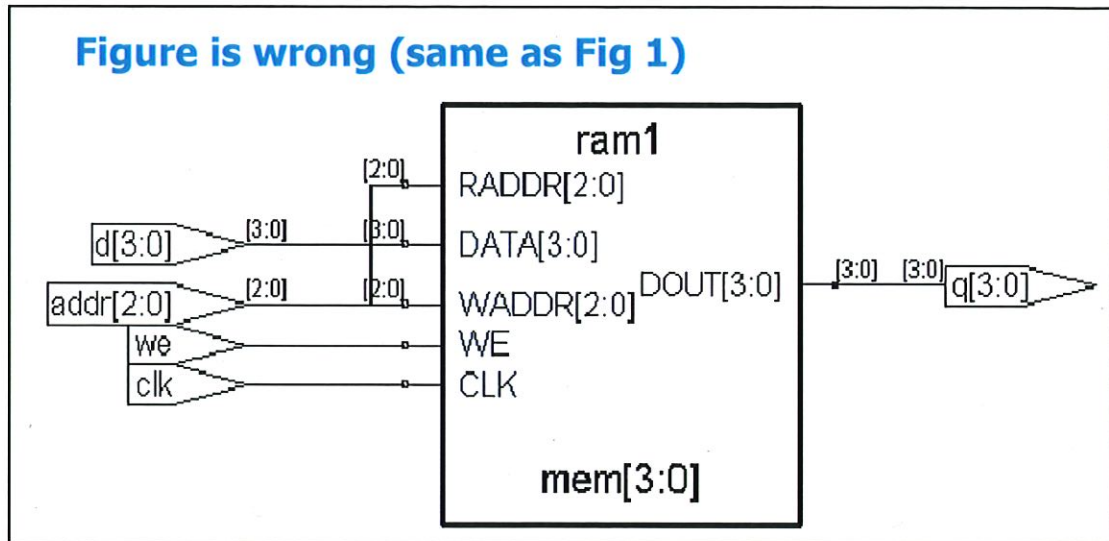 Figure is wrong (same as Fig 1)
ram1
[2:0]
RADDR[2:0]
d[3:0]
[3:0]
[3:0]
DATA[3:0]
addr[2:0]
[2:0]
[2:0]
WADDR[2:0]
DOUT[3:0]
[3:0]
[3:0]
q[3:0]
we
WE
clk
CLK
mem[3:0]